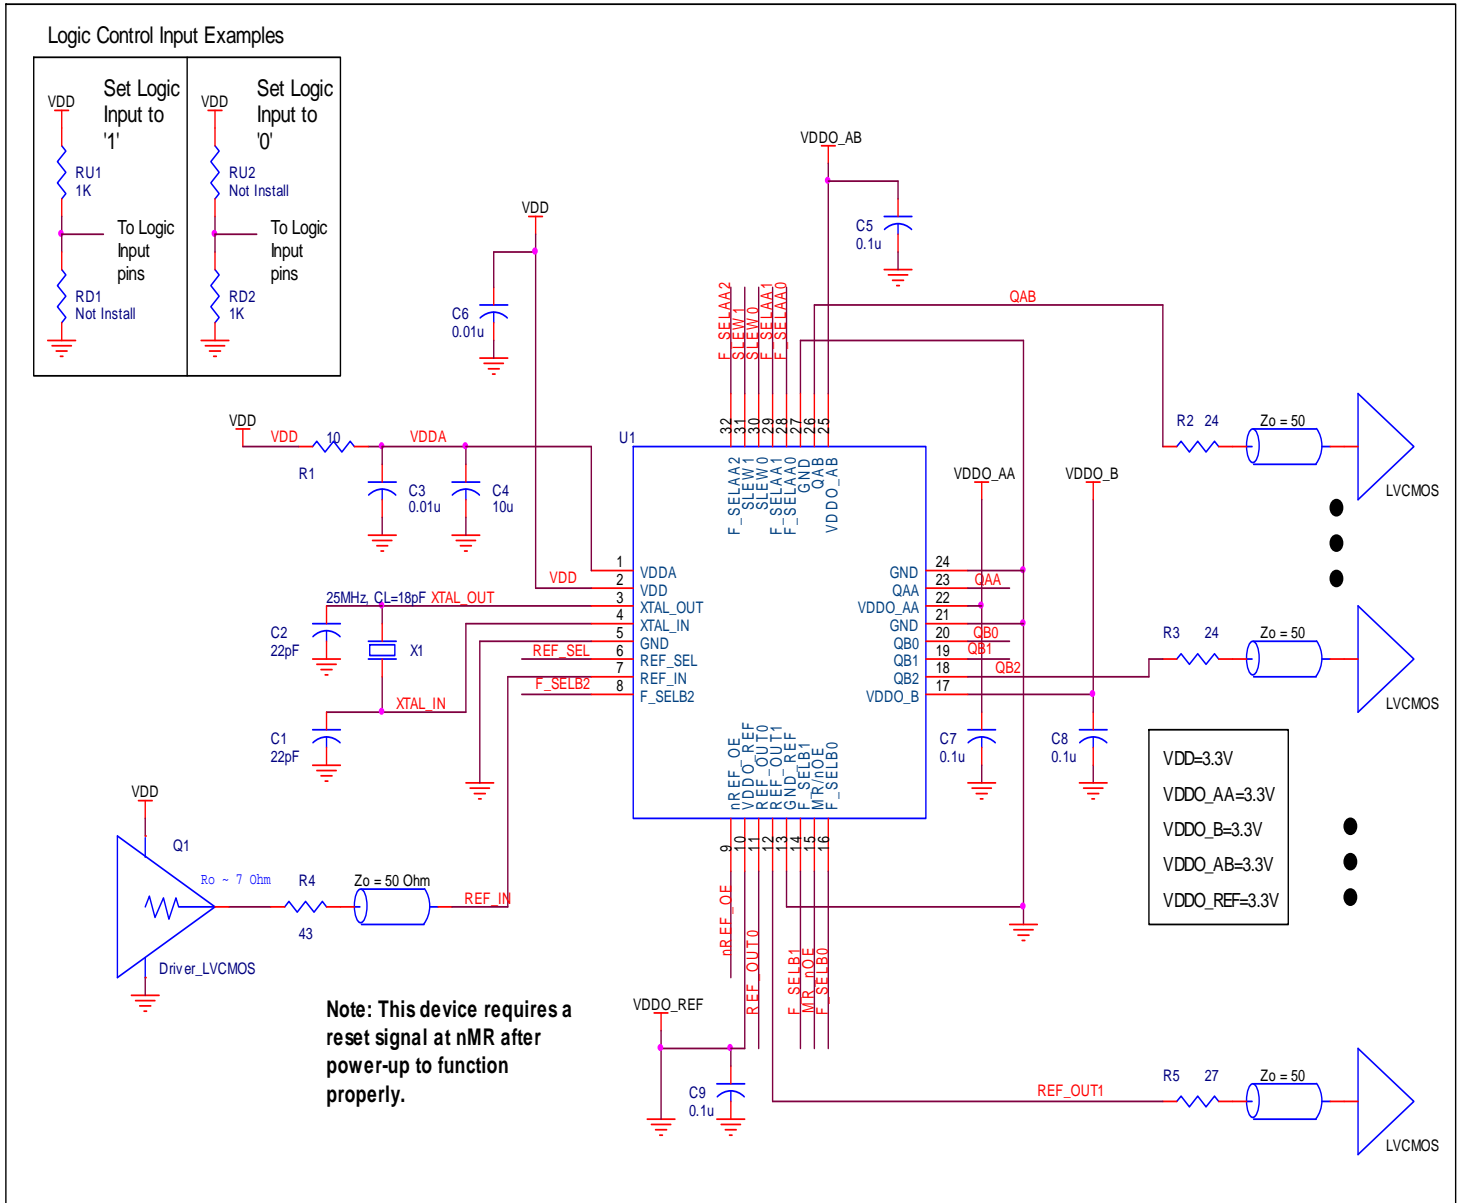 Logic Control Input Examples
Set Logic
Input to
'1'
VDD
RU1
1K
To Logic
Input
pins
RD1
Not Install
Set Logic
Input to
'0'
VDD
RU2
Not Install
To Logic
Input
pins
RD2
1K
VDD
C6
0.01u
VDDO_AB
C5
0.1u
F_SELAA2
SLEW1
SLEW0
F_SELAA1
F_SELAA0
QAB
R2 24
Zo = 50
LVCMOS
VDD
VDD
10
VDDA
R1
C3
0.01u
C4
10u
U1
32
31
30
29
28
27
26
25
F_SELAA2
SLEW1
SLEW0
F_SELAA1
F_SELAA0
GND
QAB
VDDO_AB
VDDO_AA
VDDO_B
VDD
25MHz, CL=18pF
XTAL_OUT
C2
22pF
X1
REF_SEL
F_SELB2
XTAL_IN
C1
22pF
1 VDDA
2 VDD
3 XTAL_OUT
4 XTAL_IN
5 GND
6 REF_SEL
7 REF_IN
8 F_SELB2
GND 24
QAA 23 QAA
VDDO_AA 22
GND 21
QB0 20 QB0
QB1 19 QB1
QB2 18 QB2
VDDO_B 17
R3 24
Zo = 50
LVCMOS
nREF_OE
VDDO_REF
REF_OUT0
REF_OUT1
GND_REF
F_SELB1
MR/nOE
F_SELB0
9
10
11
12
13
14
15
16
C7
0.1u
C8
0.1u
VDD=3.3V
VDDO_AA=3.3V
VDDO_B=3.3V
VDDO_AB=3.3V
VDDO_REF=3.3V
VDD
Q1
Ro ~ 7 Ohm
R4
43
Zo = 50 Ohm
REF_IN
Driver_LVCMOS
nREF_OE
REF_OUT0
F_SELB1
MR_nOE
F_SELB0
Note: This device requires a
reset signal at nMR after
power-up to function
properly.
VDDO_REF
C9
0.1u
REF_OUT1
R5 27
Zo = 50
LVCMOS